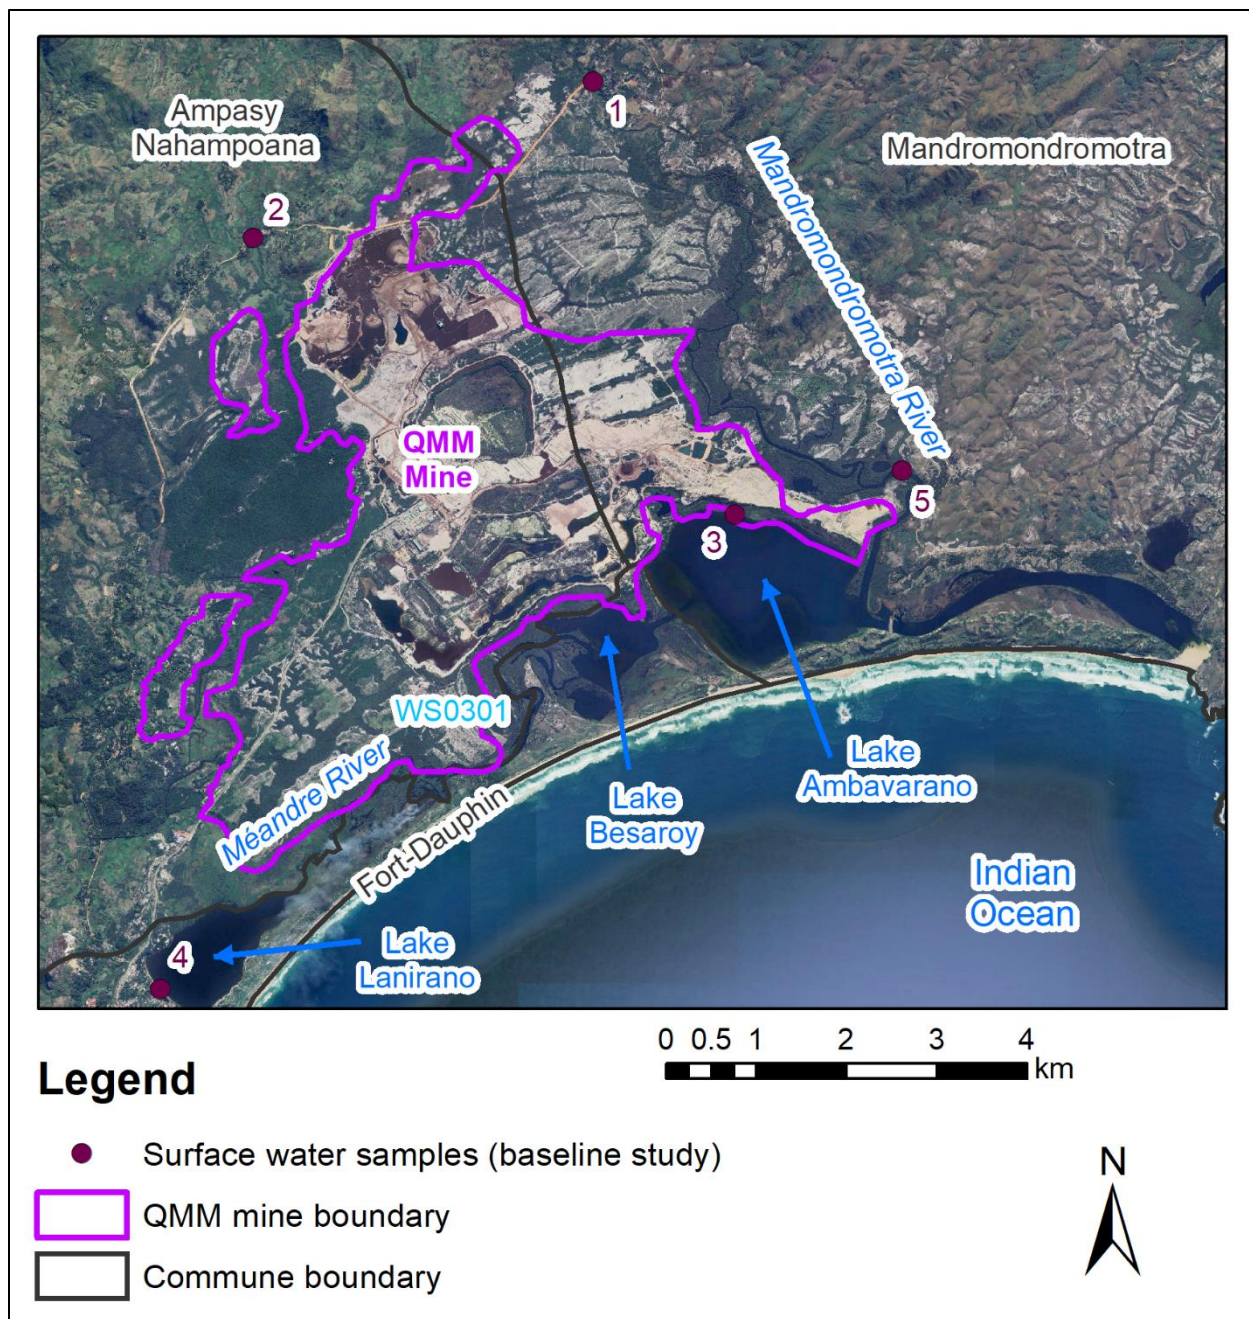 1
Ampasy
Nahampoana
Mandromondromotra
Mandromondromotra River
2
QMM
Mine
5
3
WS0301
Méandre River
Lake
Ambavarano
Lake
Besaroy
Fort-Dauphin
Indian
Ocean
4
Lake
Lanirano
0 0.5 1 2 3 4
km
Legend
Surface water samples (baseline study)
QMM mine boundary
Commune boundary
N